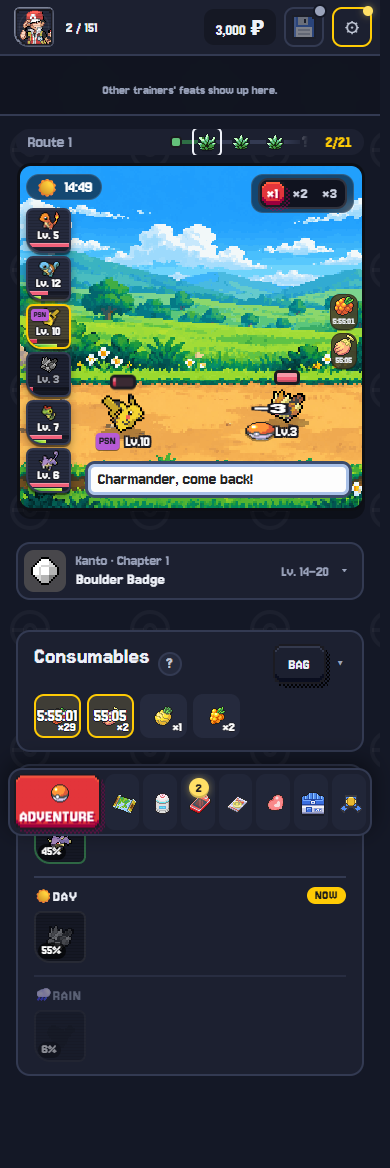 2 / 151
3,000 ₽
Other trainers' feats show up here.
Route 1
2/21
14:49
×1 ×2 ×3
Lv. 5
Lv. 12
PSN
Lv. 10
Lv. 3
Lv. 7
Lv. 6
5:55:01
55:05
PSN Lv.10
3
Lv.3
Charmander, come back!
Kanto · Chapter 1
Boulder Badge
Lv. 14–20
Consumables
?
BAG
5:55:01
×29
55:05
×2
×1
×2
ADVENTURE
2
45%
DAY
NOW
55%
RAIN
6%